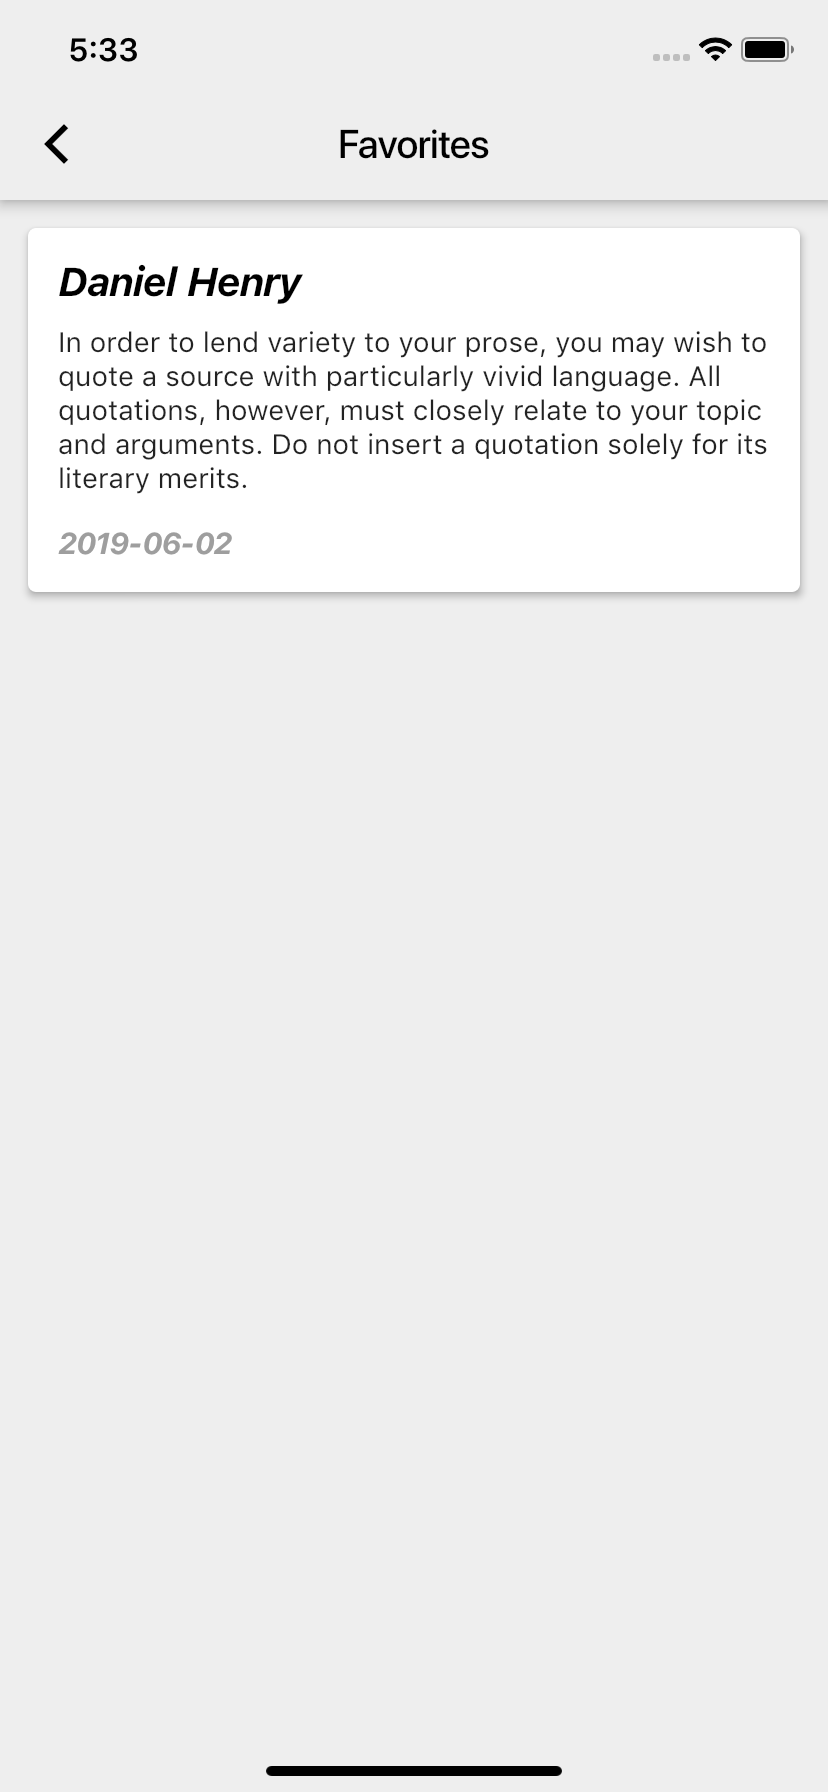 5:33
Favorites
Daniel Henry
In order to lend variety to your prose, you may wish to
quote a source with particularly vivid language. All
quotations, however, must closely relate to your topic
and arguments. Do not insert a quotation solely for its
literary merits.
2019-06-02